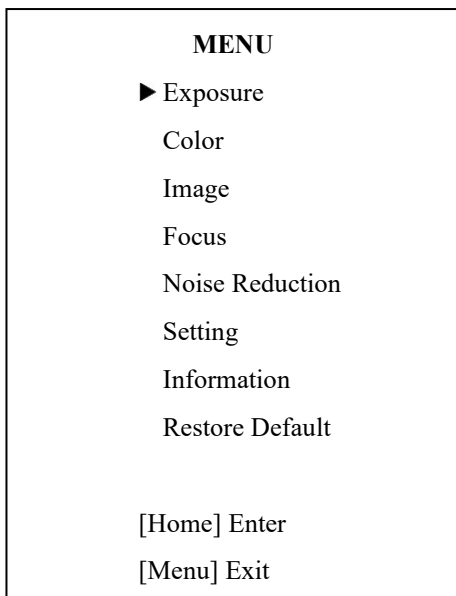 MENU
▶ Exposure
Color
Image
Focus
Noise Reduction
Setting
Information
Restore Default
[Home] Enter
[Menu] Exit